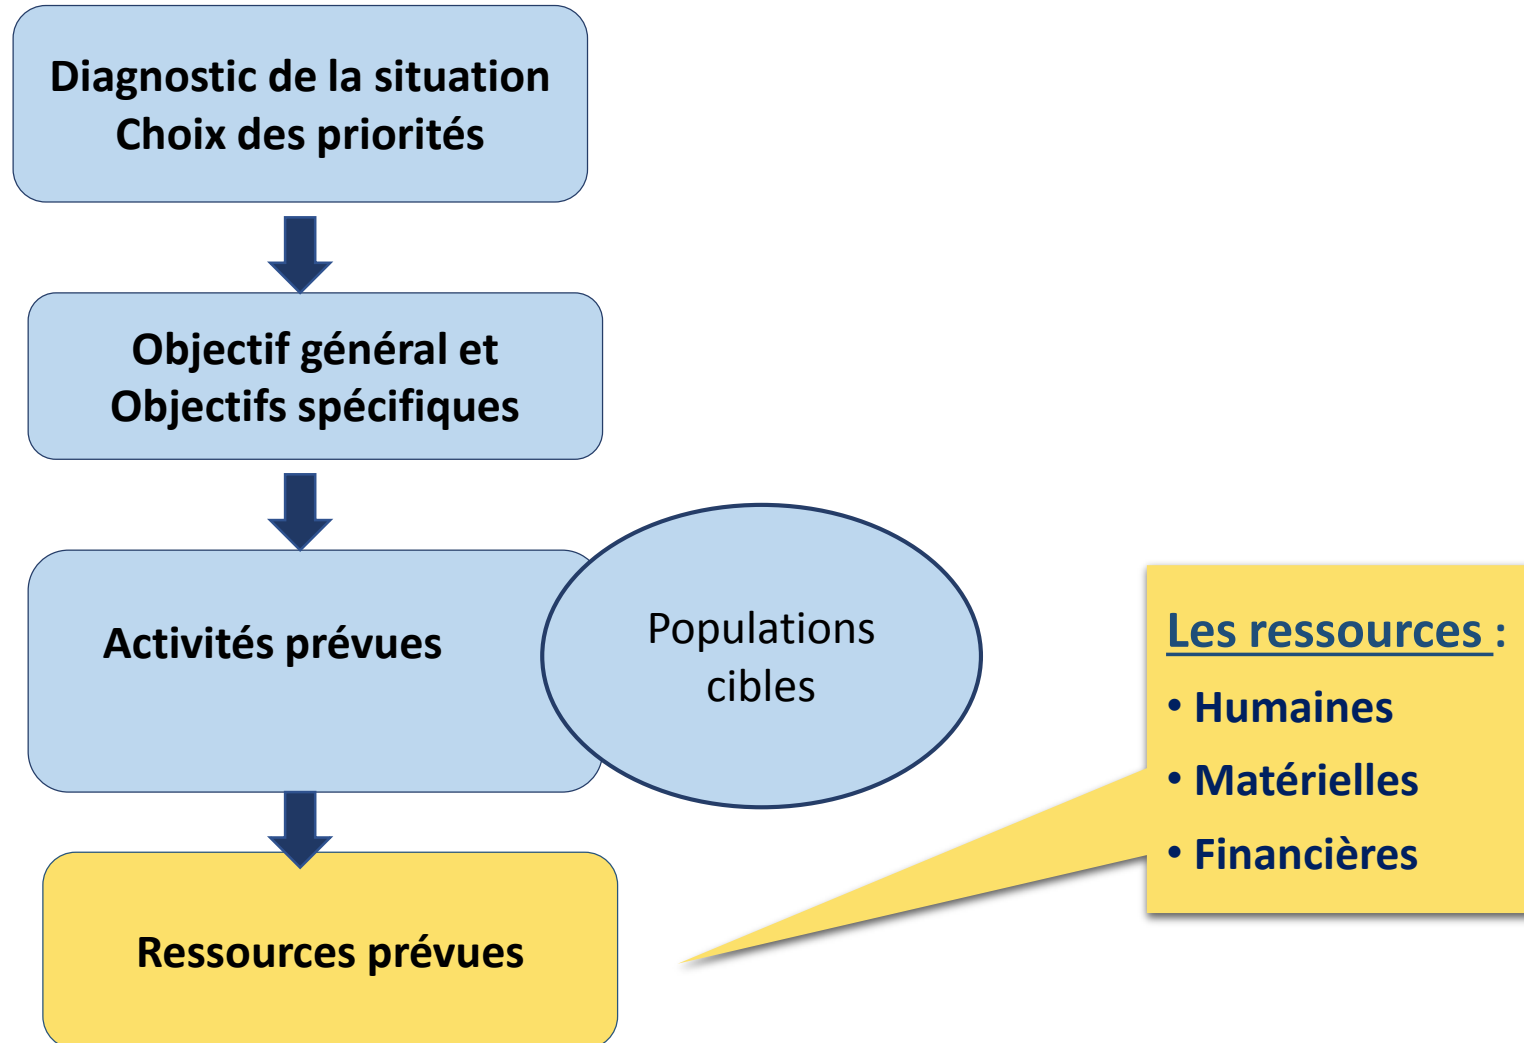 Diagnostic de la situation
Choix des priorités
Objectif général et
Objectifs spécifiques
Activités prévues
Populations
cibles
Les ressources :
• Humaines
• Matérielles
• Financières
Ressources prévues